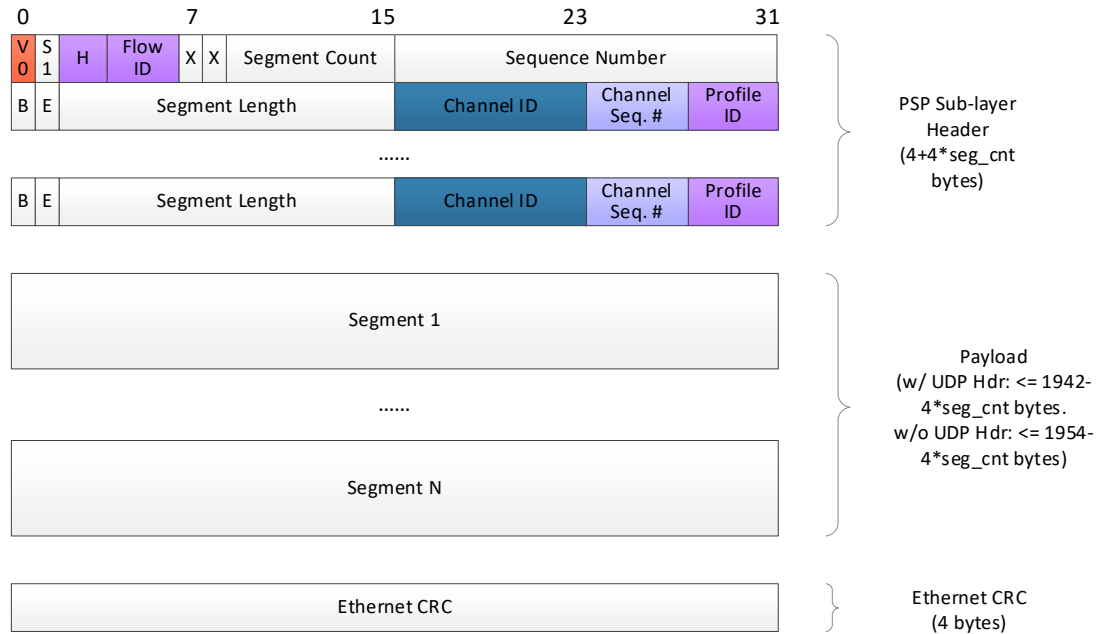 0 7 15 23 31
V 0 S 1 H Flow ID X X Segment Count Sequence Number
B E Segment Length Channel ID Channel Seq. # Profile ID
......
B E Segment Length Channel ID Channel Seq. # Profile ID
PSP Sub-layer
Header
(4+4*seg_cnt
bytes)
Segment 1
......
Segment N
Payload
(w/ UDP Hdr: <= 1942-
4*seg_cnt bytes.
w/o UDP Hdr: <= 1954-
4*seg_cnt bytes)
Ethernet CRC
Ethernet CRC
(4 bytes)